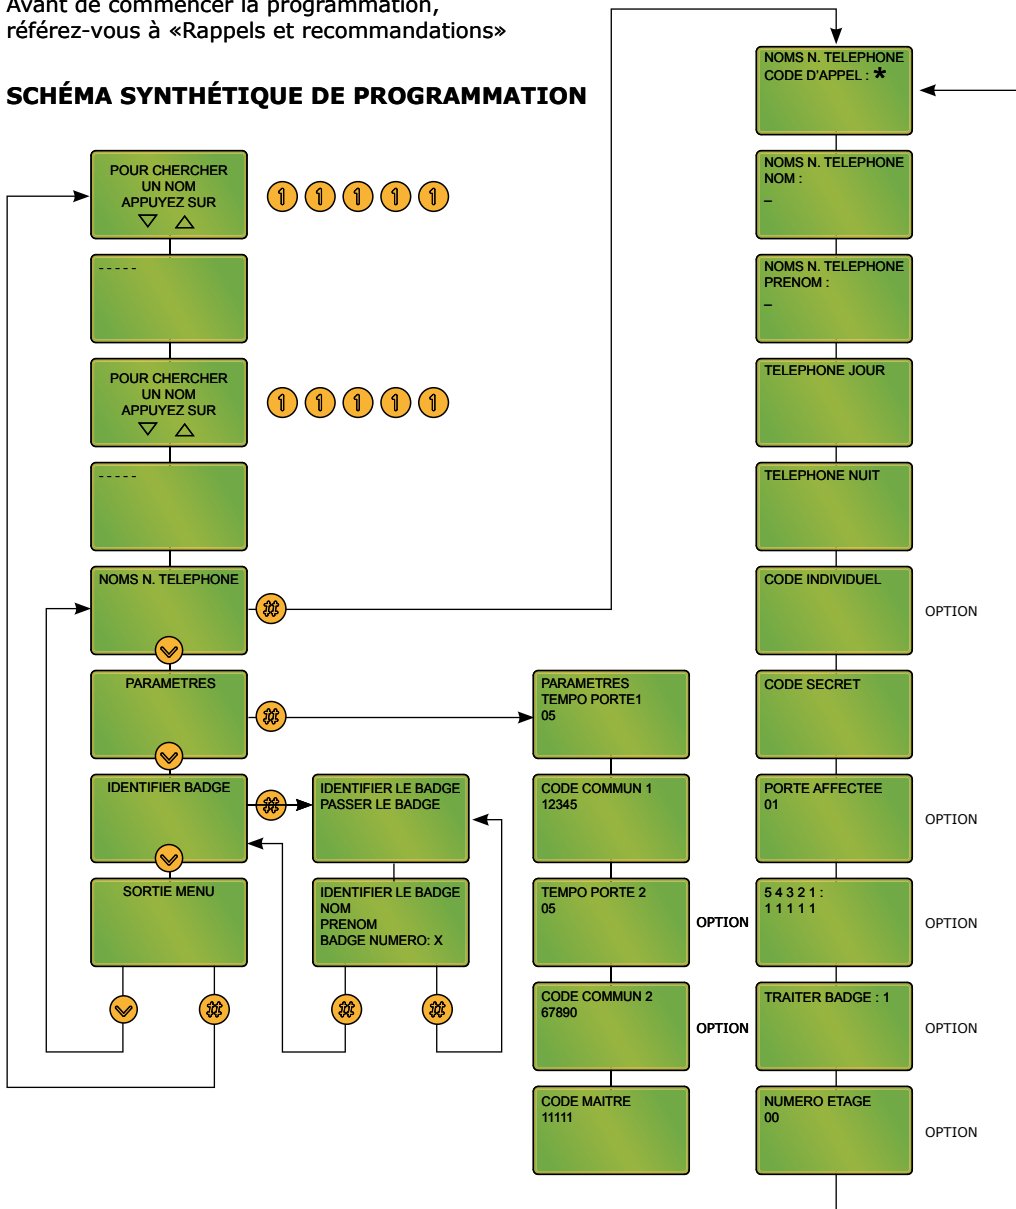 Avant de commencer la programmation,
référez-vous à «Rappels et recommandations»
SCHÉMA SYNTHÉTIQUE DE PROGRAMMATION
POUR CHERCHER
UN NOM
APPUYEZ SUR
1 1 1 1 1
- - - - -
POUR CHERCHER
UN NOM
APPUYEZ SUR
1 1 1 1 1
- - - - -
NOMS N. TELEPHONE
#
PARAMETRES
#
IDENTIFIER BADGE
#
SORTIE MENU
#
IDENTIFIER LE BADGE
PASSER LE BADGE
IDENTIFIER LE BADGE
NOM
PRENOM
BADGE NUMERO: X
# #
PARAMETRES
TEMPO PORTE1
05
CODE COMMUN 1
12345
TEMPO PORTE 2
05
OPTION
CODE COMMUN 2
67890
OPTION
CODE MAITRE
11111
NOMS N. TELEPHONE
CODE D'APPEL : *
NOMS N. TELEPHONE
NOM :
_
NOMS N. TELEPHONE
PRENOM :
_
TELEPHONE JOUR
TELEPHONE NUIT
CODE INDIVIDUEL
OPTION
CODE SECRET
PORTE AFFECTEE
01
OPTION
5 4 3 2 1 :
1 1 1 1 1
OPTION
TRAITER BADGE : 1
OPTION
NUMERO ETAGE
00
OPTION